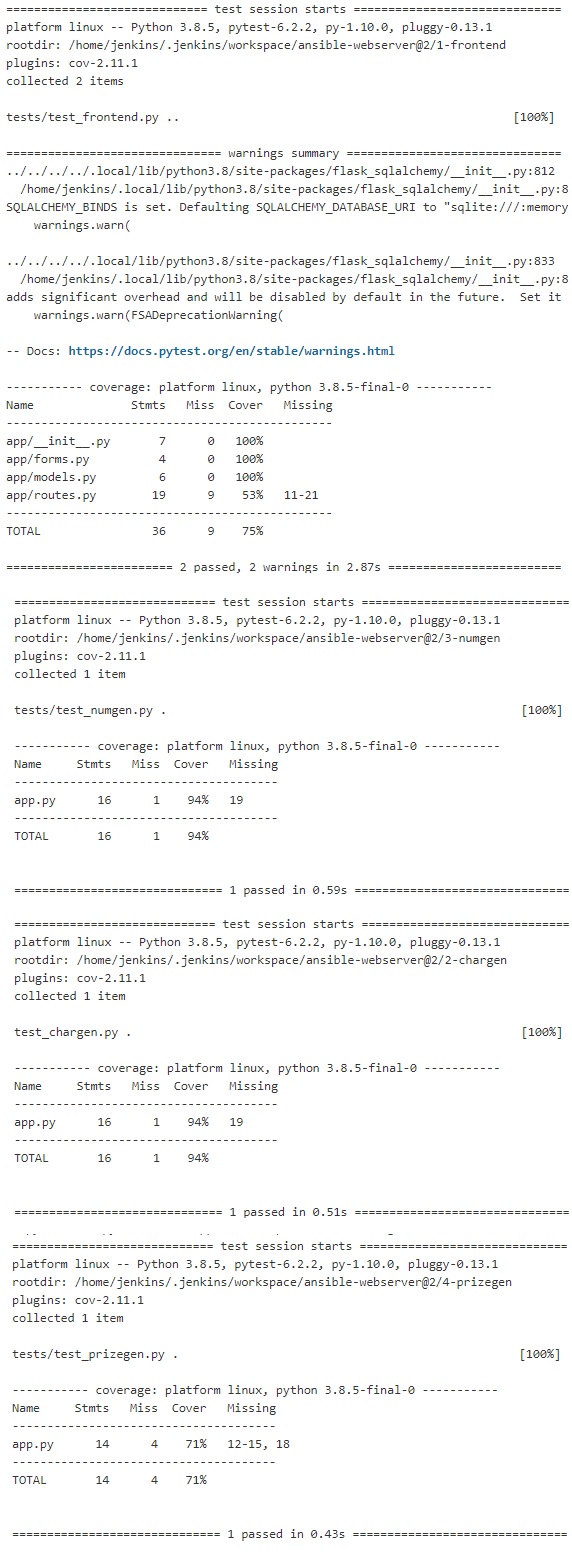 ============================= test session starts ==============================
platform linux -- Python 3.8.5, pytest-6.2.2, py-1.10.0, pluggy-0.13.1
rootdir: /home/jenkins/.jenkins/workspace/ansible-webserver@2/1-frontend
plugins: cov-2.11.1
collected 2 items
tests/test_frontend.py .. [100%]
=============================== warnings summary ===============================
../../../../.local/lib/python3.8/site-packages/flask_sqlalchemy/__init__.py:812
/home/jenkins/.local/lib/python3.8/site-packages/flask_sqlalchemy/__init__.py:8
SQLALCHEMY_BINDS is set. Defaulting SQLALCHEMY_DATABASE_URI to "sqlite:///:memory
warnings.warn(
../../../../.local/lib/python3.8/site-packages/flask_sqlalchemy/__init__.py:833
/home/jenkins/.local/lib/python3.8/site-packages/flask_sqlalchemy/__init__.py:8
adds significant overhead and will be disabled by default in the future.  Set it
warnings.warn(FSADeprecationWarning(
-- Docs: https://docs.pytest.org/en/stable/warnings.html
----------- coverage: platform linux, python 3.8.5-final-0 -----------
Name Stmts Miss Cover Missing
-----------------------------------------------
app/__init__.py 7 0 100%
app/forms.py 4 0 100%
app/models.py 6 0 100%
app/routes.py 19 9 53% 11-21
-----------------------------------------------
TOTAL 36 9 75%
======================== 2 passed, 2 warnings in 2.87s =========================
============================= test session starts ==============================
platform linux -- Python 3.8.5, pytest-6.2.2, py-1.10.0, pluggy-0.13.1
rootdir: /home/jenkins/.jenkins/workspace/ansible-webserver@2/3-numgen
plugins: cov-2.11.1
collected 1 item
tests/test_numgen.py . [100%]
----------- coverage: platform linux, python 3.8.5-final-0 -----------
Name Stmts Miss Cover Missing
--------------------------------------
app.py 16 1 94% 19
--------------------------------------
TOTAL 16 1 94%
============================== 1 passed in 0.59s ===============================
============================= test session starts ==============================
platform linux -- Python 3.8.5, pytest-6.2.2, py-1.10.0, pluggy-0.13.1
rootdir: /home/jenkins/.jenkins/workspace/ansible-webserver@2/2-chargen
plugins: cov-2.11.1
collected 1 item
test_chargen.py . [100%]
----------- coverage: platform linux, python 3.8.5-final-0 -----------
Name Stmts Miss Cover Missing
--------------------------------------
app.py 16 1 94% 19
--------------------------------------
TOTAL 16 1 94%
============================== 1 passed in 0.51s ===============================
============================= test session starts ==============================
platform linux -- Python 3.8.5, pytest-6.2.2, py-1.10.0, pluggy-0.13.1
rootdir: /home/jenkins/.jenkins/workspace/ansible-webserver@2/4-prizegen
plugins: cov-2.11.1
collected 1 item
tests/test_prizegen.py . [100%]
----------- coverage: platform linux, python 3.8.5-final-0 -----------
Name Stmts Miss Cover Missing
--------------------------------------
app.py 14 4 71% 12-15, 18
--------------------------------------
TOTAL 14 4 71%
============================== 1 passed in 0.43s ===============================